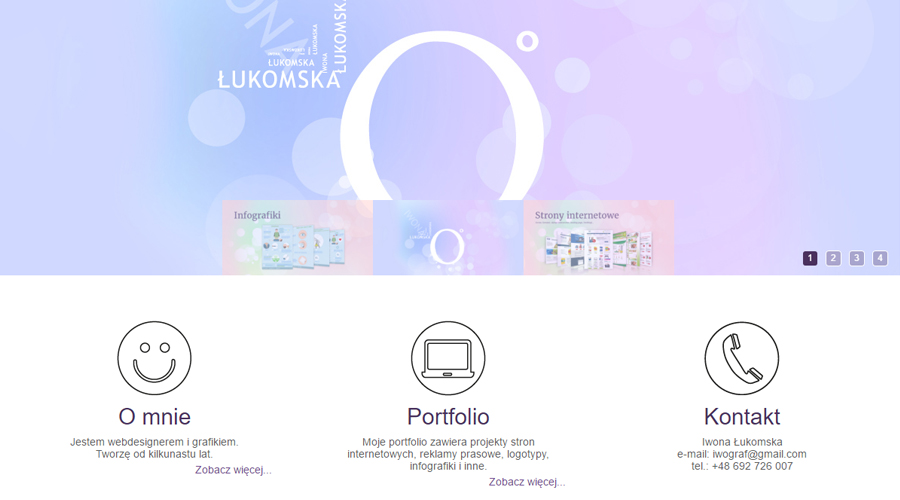 IWONA
ŁUKOMSKA
IWONA
ŁUKOMSKA
ŁUKOMSKA
ŁUKOMSKA
O
Infografiki
O
Strony internetowe
1 2 3 4
O mnie
Jestem webdesignerem i grafikiem.
Tworzę od kilkunastu lat.
Zobacz więcej...
Portfolio
Moje portfolio zawiera projekty stron
internetowych, reklamy prasowe, logotypy,
infografiki i inne.
Zobacz więcej...
Kontakt
Iwona Łukomska
e-mail: iwograf@gmail.com
tel.: +48 692 726 007